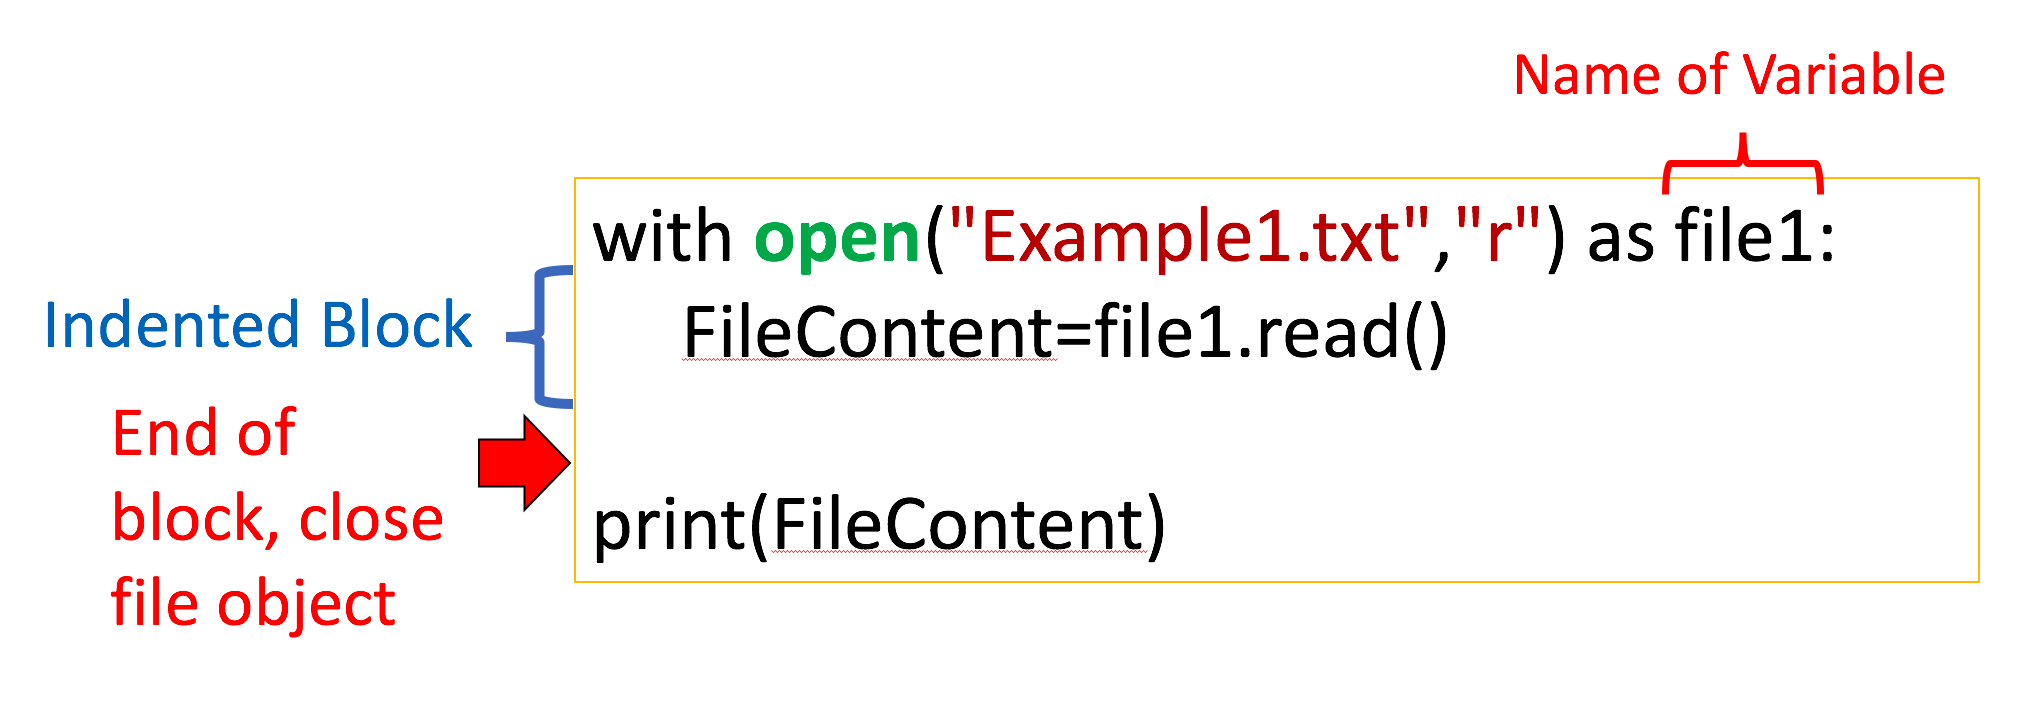 Name of Variable
with open("Example1.txt","r") as file1:
Indented Block
FileContent=file1.read()
End of
block, close
file object
print(FileContent)